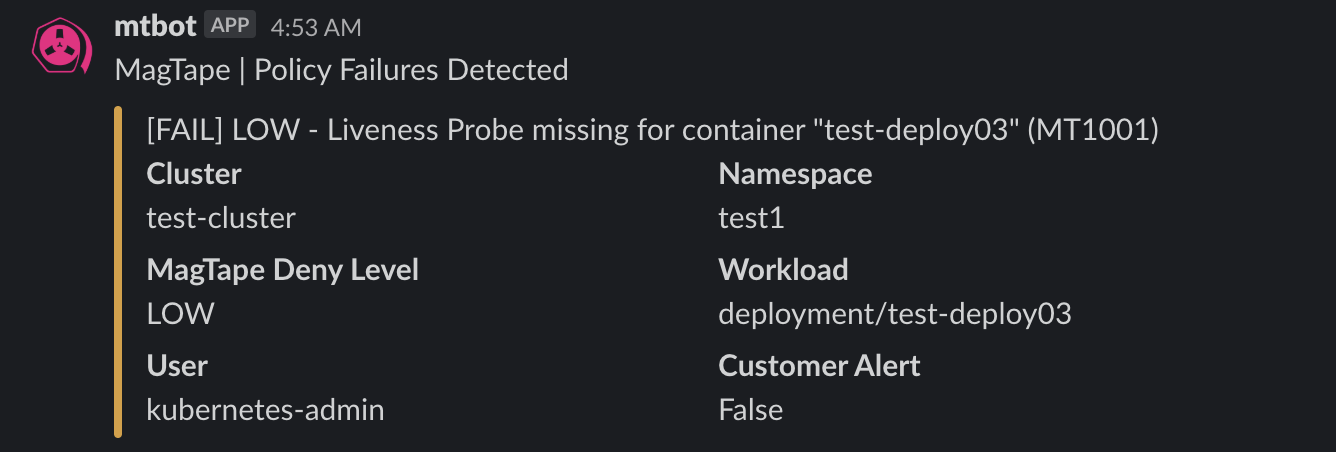 mtbot APP 4:53 AM
MagTape | Policy Failures Detected
[FAIL] LOW - Liveness Probe missing for container "test-deploy03" (MT1001)
Cluster Namespace
test-cluster test1
MagTape Deny Level Workload
LOW deployment/test-deploy03
User Customer Alert
kubernetes-admin False